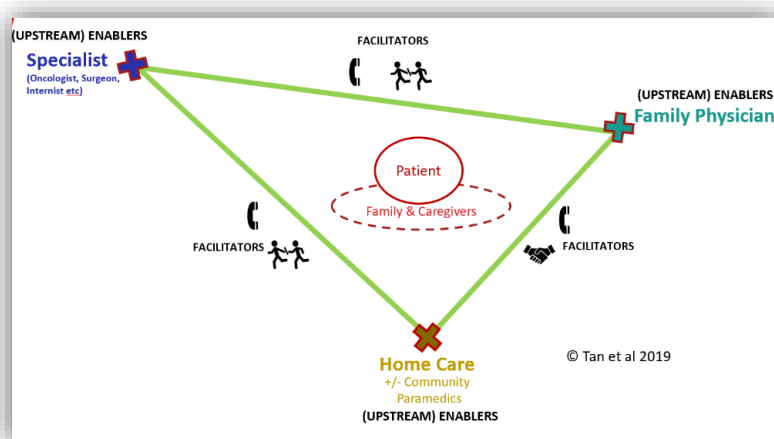 (UPSTREAM) ENABLERS
Specialist
(Oncologist, Surgeon,
Internist etc)
FACILITATORS
(UPSTREAM) ENABLERS
Family Physician
Patient
Family & Caregivers
FACILITATORS
FACILITATORS
Home Care
+/- Community
Paramedics
(UPSTREAM) ENABLERS
© Tan et al 2019